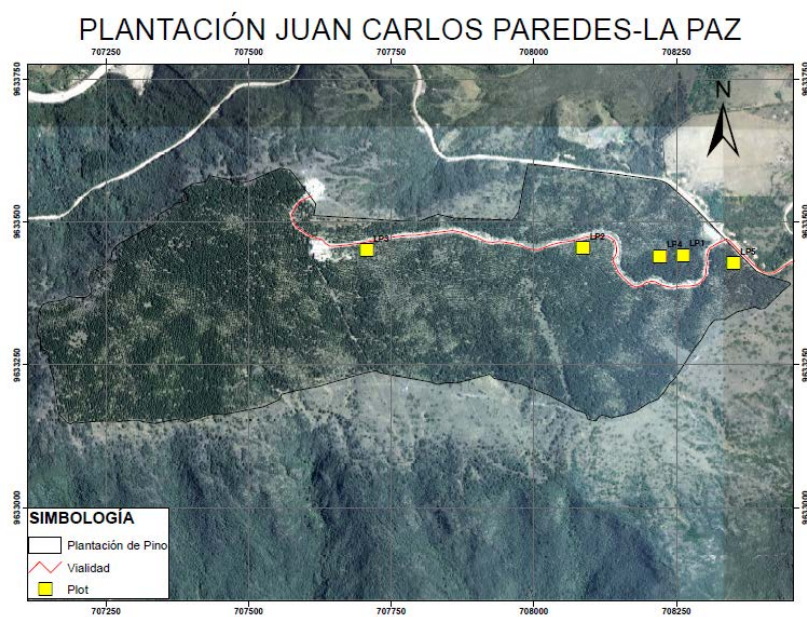 PLANTACIÓN JUAN CARLOS PAREDES-LA PAZ
707250 707500 707750 708000 708250
9633750 9633750
N
9633500 9633500
LP3 LP2 LP4 LP1 LP5
9633250 9633250
9633000 9633000
SIMBOLOGÍA
Plantación de Pino
Vialidad
Plot
707250 707500 707750 708000 708250